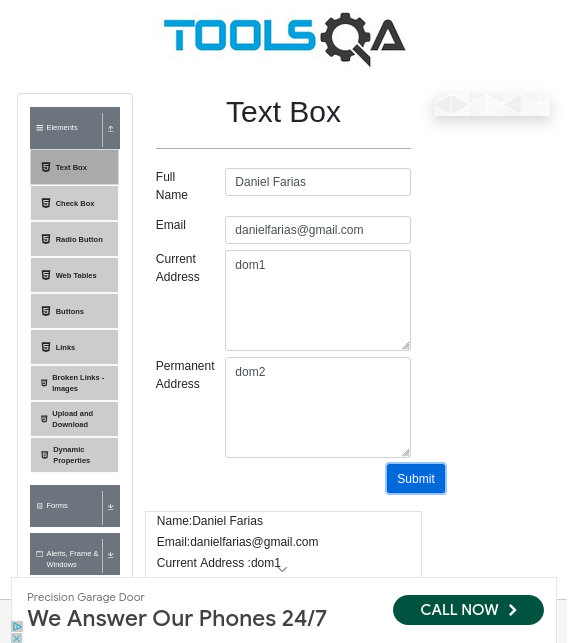 TOOLSQA
Text Box
Elements
Text Box
Check Box
Radio Button
Web Tables
Buttons
Links
Broken Links -
Images
Upload and
Download
Dynamic
Properties
Forms
Alerts, Frame &
Windows
Full
Name
Daniel Farias
Email
danielfarias@gmail.com
Current
Address
dom1
Permanent
Address
dom2
Submit
Name:Daniel Farias
Email:danielfarias@gmail.com
Current Address :dom1
Precision Garage Door
We Answer Our Phones 24/7
CALL NOW